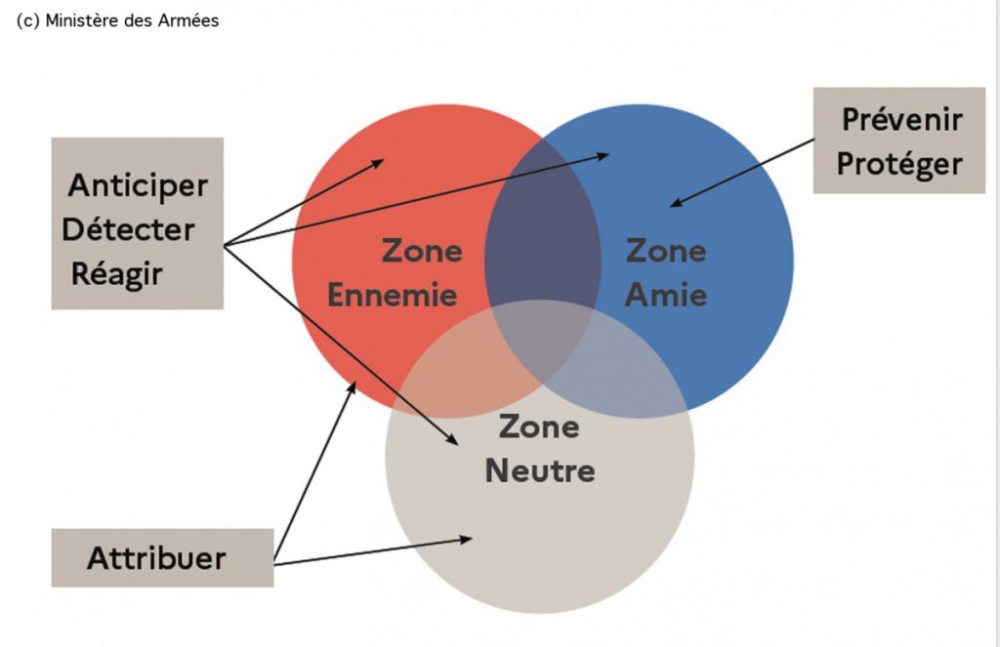 (c) Ministère des Armées
Prévenir
Protéger
Anticiper
Détecter
Réagir
Zone
Ennemie
Zone
Amie
Zone
Neutre
Attribuer